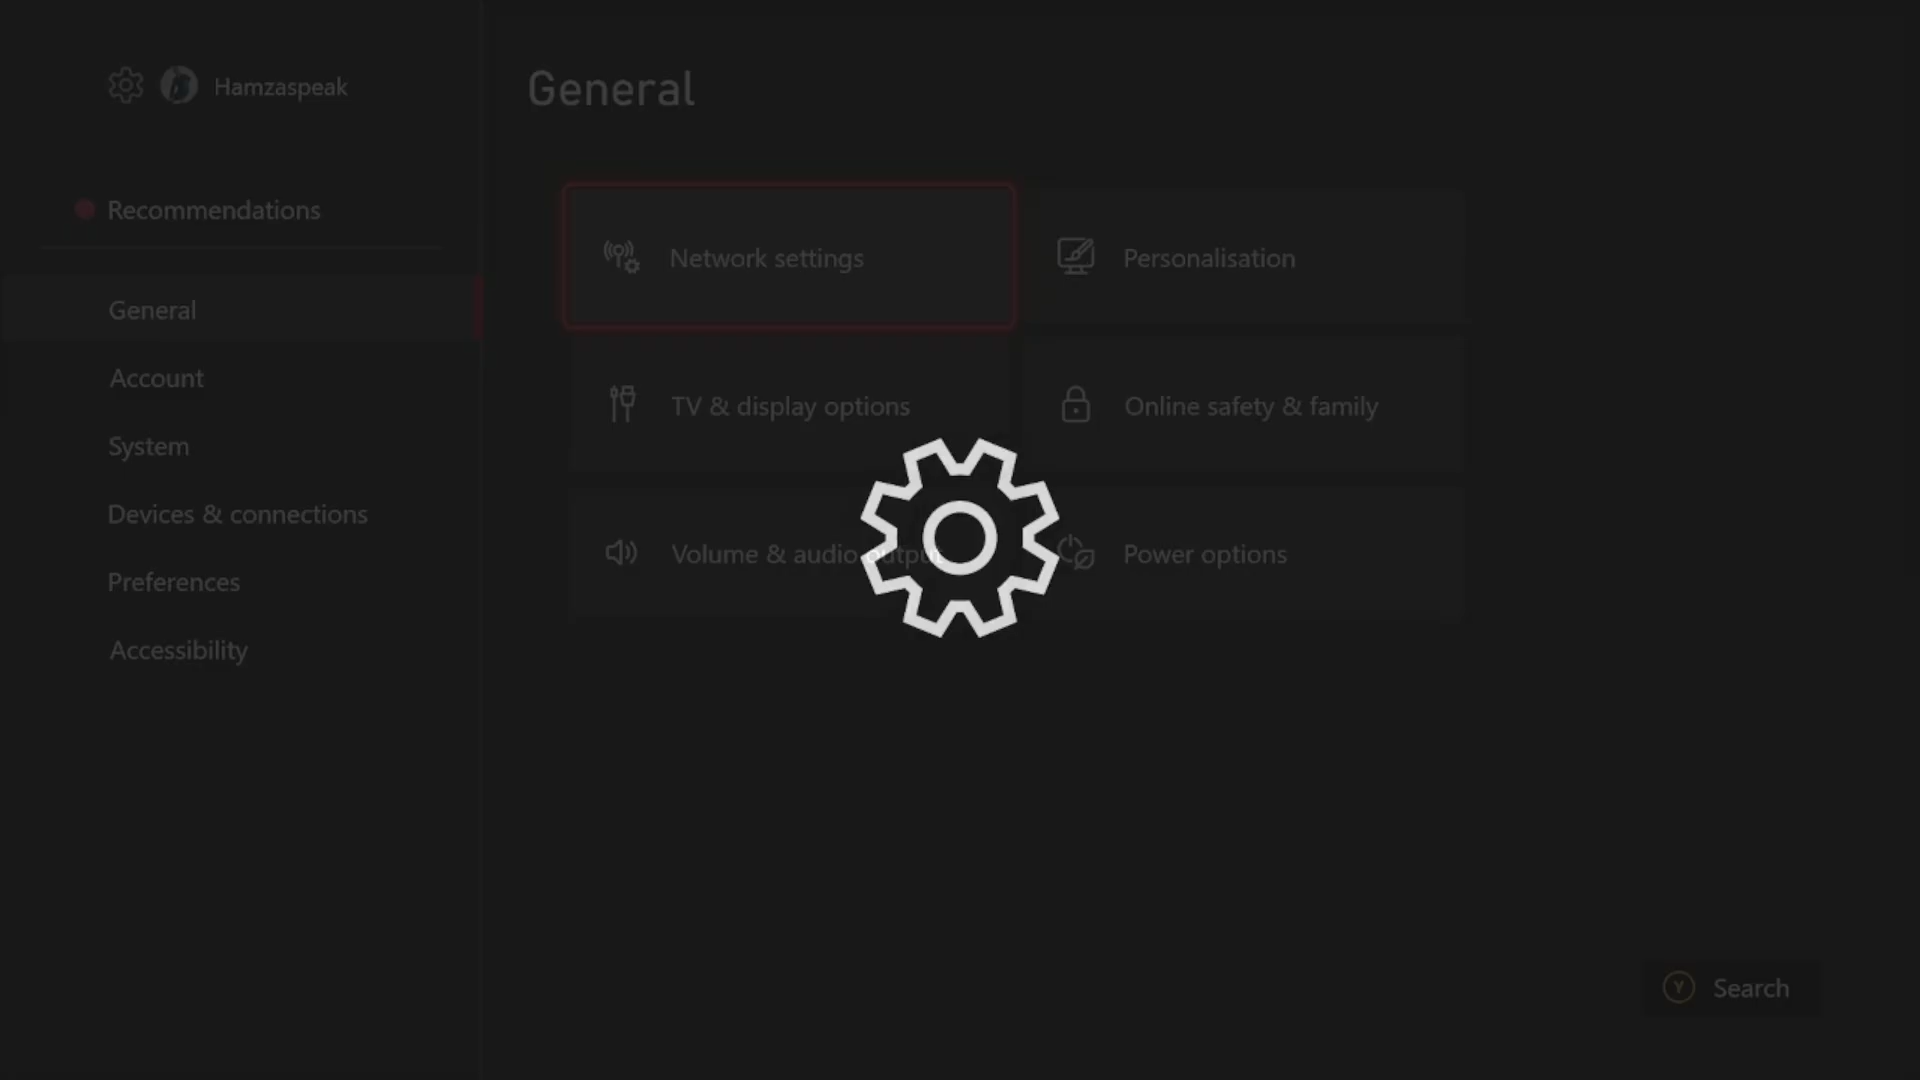 Hamzaspeak
Recommendations
General
Account
System
Devices & connections
Preferences
Accessibility
General
Network settings
Personalisation
TV & display options
Online safety & family
Volume & audio output
Power options
Y Search